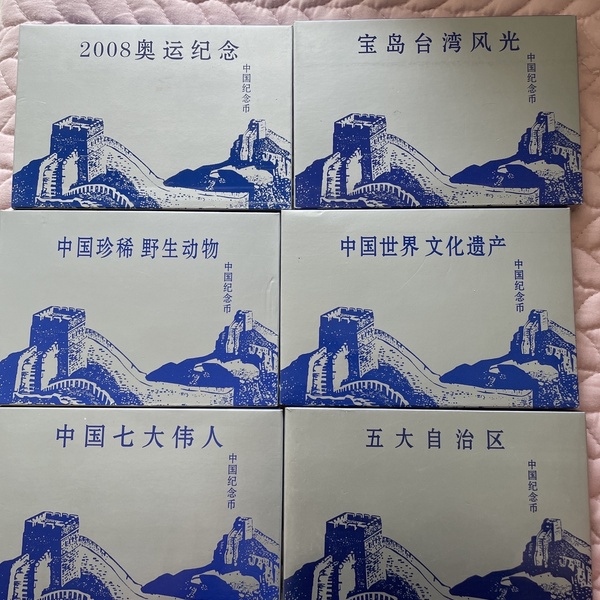 2008奥运纪念
中国纪念币
宝岛台湾风光
中国纪念币
中国珍稀 野生动物
中国纪念币
中国世界 文化遗产
中国纪念币
中国七大伟人
中国纪念币
五大自治区
中国纪念币